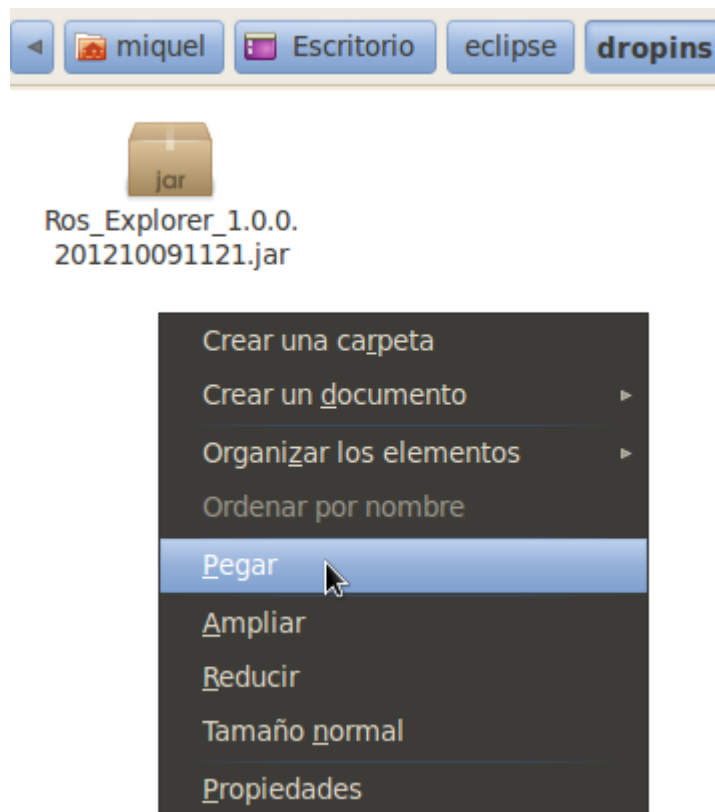 miquel Escritorio eclipse dropins
jar
Ros_Explorer_1.0.0.
201210091121.jar
Crear una carpeta
Crear un documento
Organizar los elementos
Ordenar por nombre
Pegar
Ampliar
Reducir
Tamaño normal
Propiedades